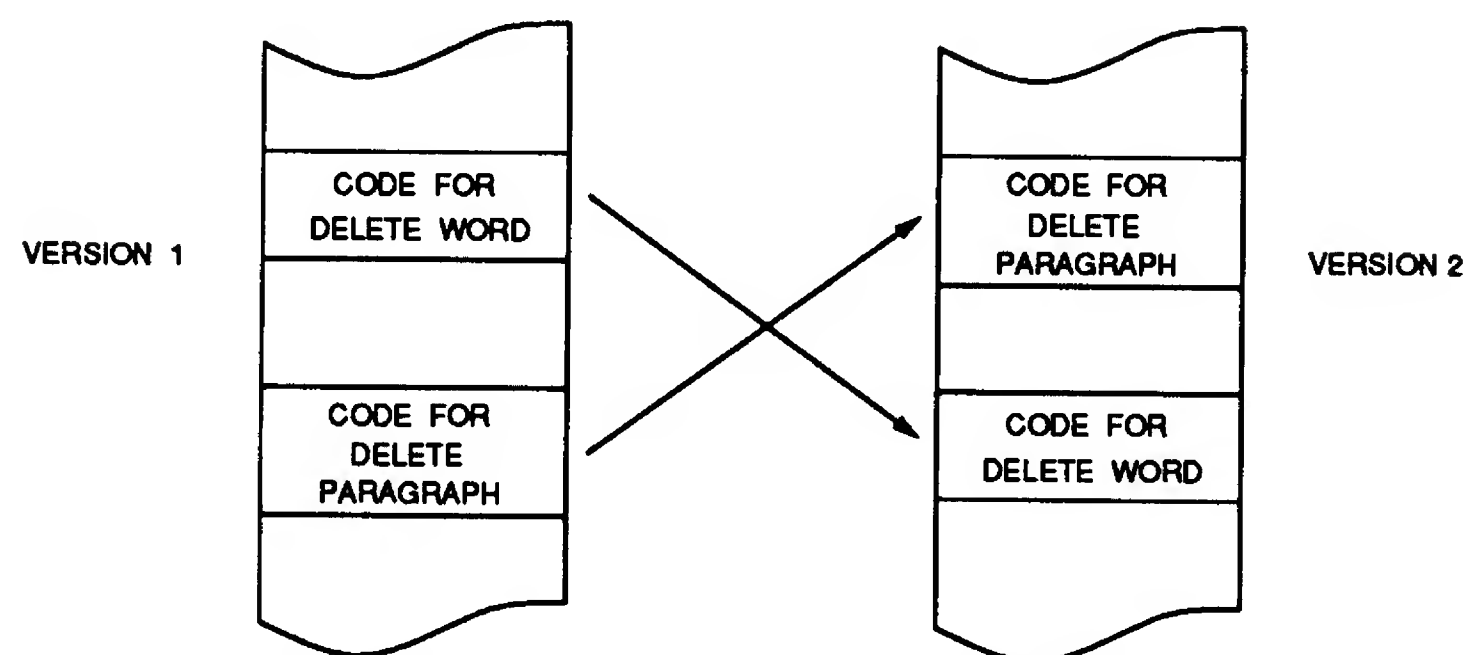 VERSION 1
CODE FOR
DELETE WORD
CODE FOR
DELETE
PARAGRAPH
CODE FOR
DELETE
PARAGRAPH
CODE FOR
DELETE WORD
VERSION 2